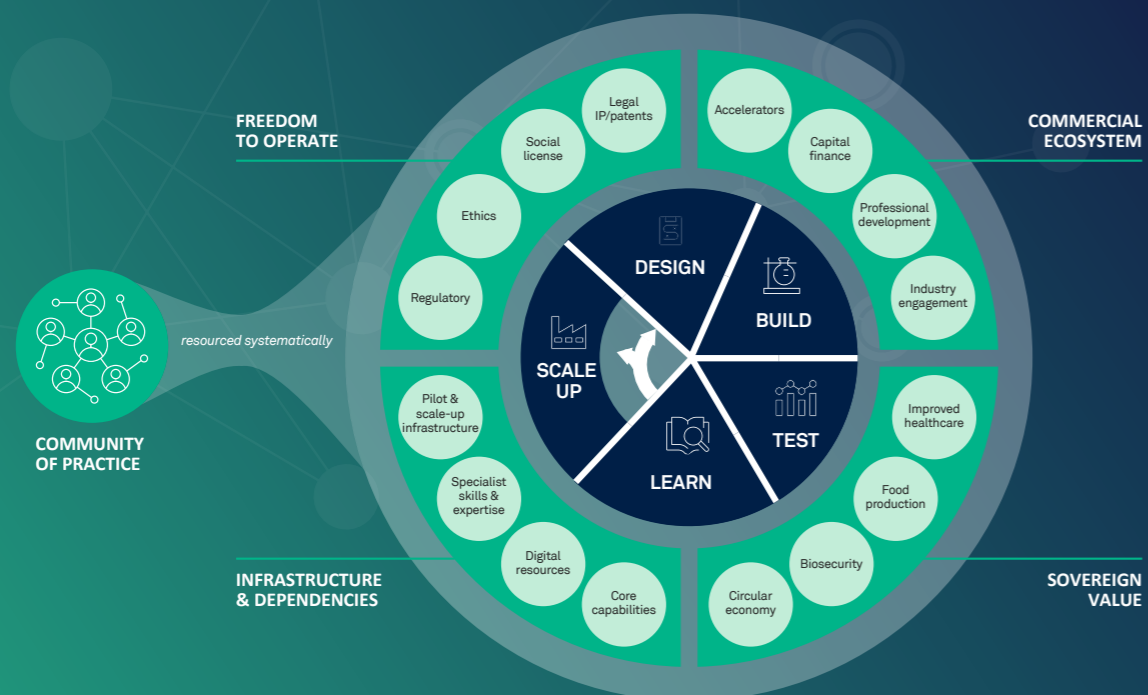 FREEDOM
TO OPERATE
COMMERCIAL
ECOSYSTEM
Legal
IP/patents
Social
license
Ethics
Regulatory
Accelerators
Capital
finance
Professional
development
Industry
engagement
DESIGN
BUILD
TEST
LEARN
SCALE
UP
resourced systematically
COMMUNITY
OF PRACTICE
Pilot &
scale-up
infrastructure
Specialist
skills &
expertise
Digital
resources
Core
capabilities
Improved
healthcare
Food
production
Biosecurity
Circular
economy
INFRASTRUCTURE
& DEPENDENCIES
SOVEREIGN
VALUE